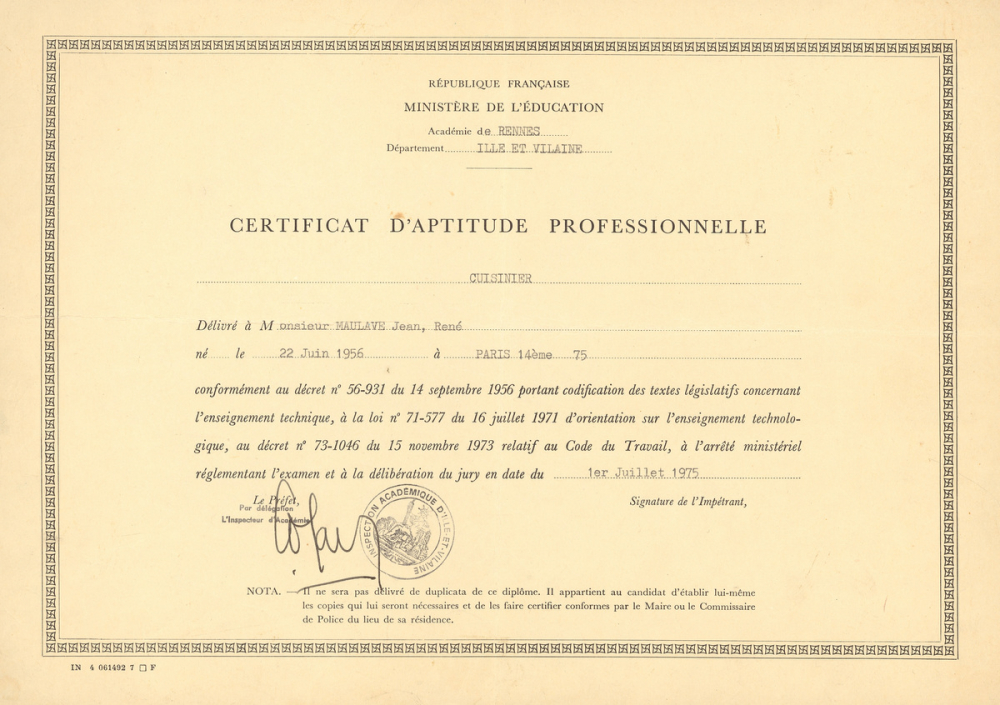 RÉPUBLIQUE FRANÇAISE
MINISTÈRE DE L'ÉDUCATION
Académie de RENNES
Département ILLE ET VILAINE
CERTIFICAT D'APTITUDE PROFESSIONNELLE
CUISINIER
Délivré à Monsieur MAULAVE Jean, René
né le 22 Juin 1956 à PARIS 14ème 75
conformément au décret n° 56-931 du 14 septembre 1956 portant codification des textes législatifs concernant
l'enseignement technique, à la loi n° 71-577 du 16 juillet 1971 d'orientation sur l'enseignement technolo-
gique, au décret n° 73-1046 du 15 novembre 1973 relatif au Code du Travail, à l'arrêté ministériel
réglementant l'examen et à la délibération du jury en date du 1er Juillet 1975
Le Préfet,
Par délégation
L'Inspecteur d'Académie
INSPECTION ACADÉMIQUE D'ILLE-ET-VILAINE
Signature de l'Impétrant,
NOTA. — Il ne sera pas délivré de duplicata de ce diplôme. Il appartient au candidat d'établir lui-même
les copies qui lui seront nécessaires et de les faire certifier conformes par le Maire ou le Commissaire
de Police du lieu de sa résidence.
IN 4 061492 7 □ F